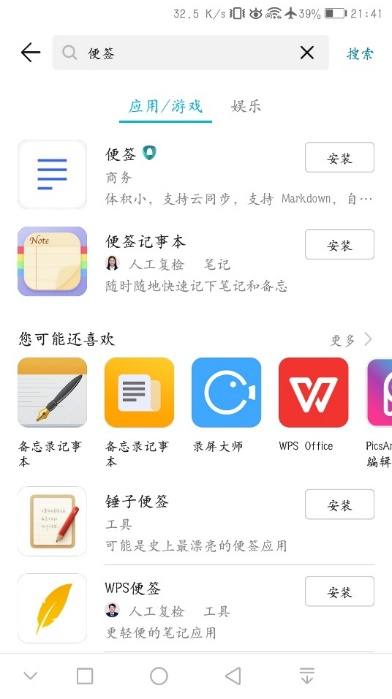 32.5 K/s 39% 21:41
便签 搜索
应用/游戏 娱乐
便签 安装
商务
体积小，支持云同步，支持 Markdown，自…
Note
便签记事本 安装
人工复检 笔记
随时随地快速记下笔记和备忘
您可能还喜欢 更多
备忘录记事本
备忘录记事本
录屏大师
WPS Office
PicsAr
编辑
锤子便签 安装
工具
可能是史上最漂亮的便签应用
WPS便签 安装
人工复检 工具
更轻便的笔记应用